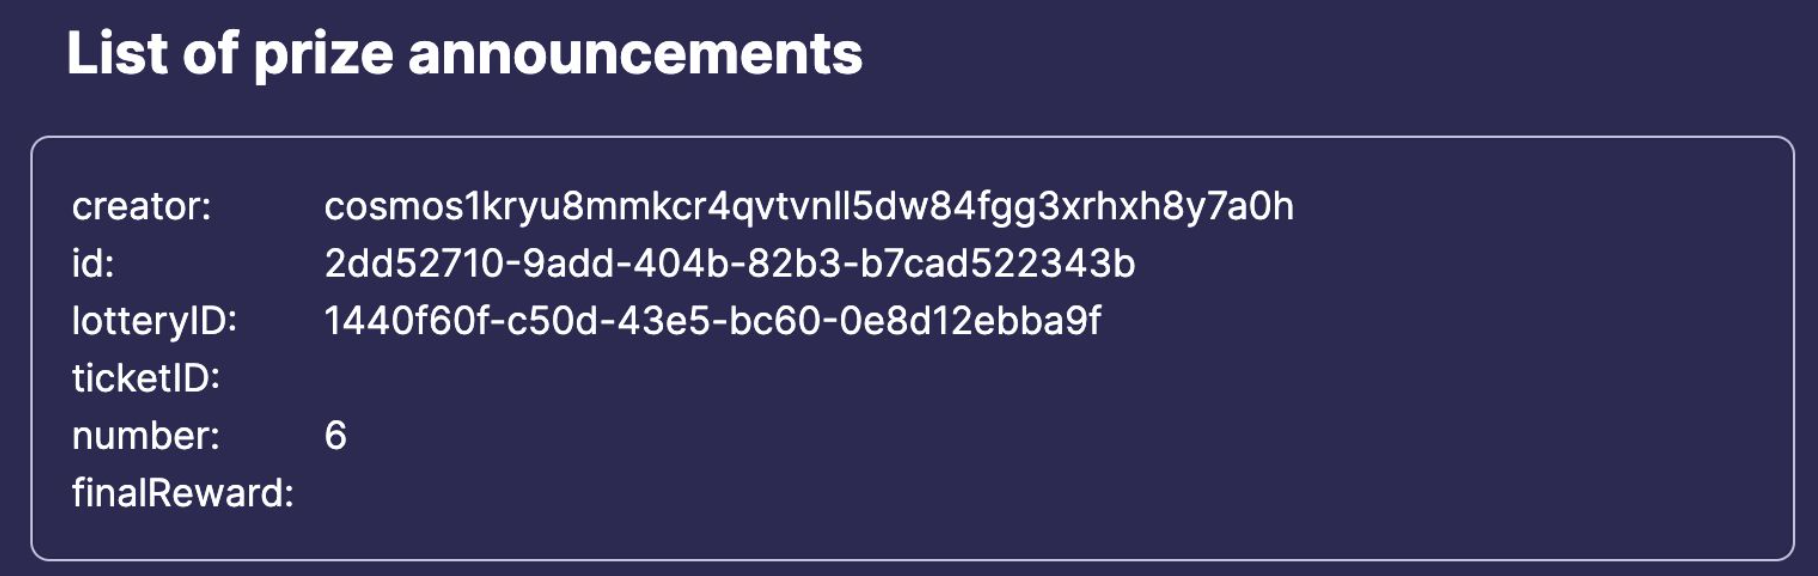 List of prize announcements
creator: cosmos1kryu8mmkcr4qvtvnll5dw84fgg3xrhxh8y7a0h
id: 2dd52710-9add-404b-82b3-b7cad522343b
lotteryID: 1440f60f-c50d-43e5-bc60-0e8d12ebba9f
ticketID:
number: 6
finalReward: